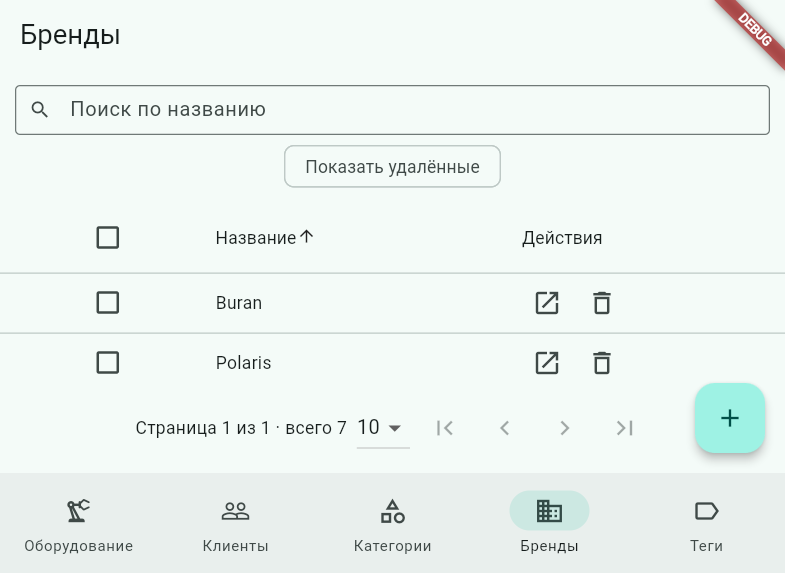 Бренды
DEBUG
Поиск по названию
Показать удалённые
Название Действия
Buran
Polaris
Страница 1 из 1 · всего 7 10
Оборудование Клиенты Категории Бренды Теги